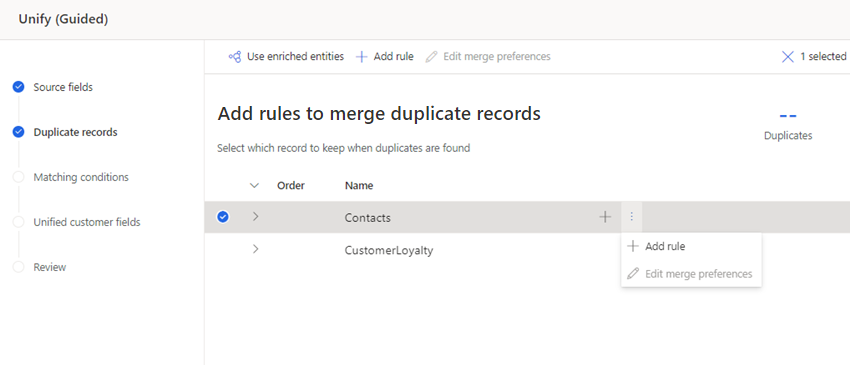 Unify (Guided)
Use enriched entities
Add rule
Edit merge preferences
1 selected
Source fields
Duplicate records
Matching conditions
Unified customer fields
Review
Add rules to merge duplicate records
--
Duplicates
Select which record to keep when duplicates are found
Order Name
Contacts
CustomerLoyalty
Add rule
Edit merge preferences